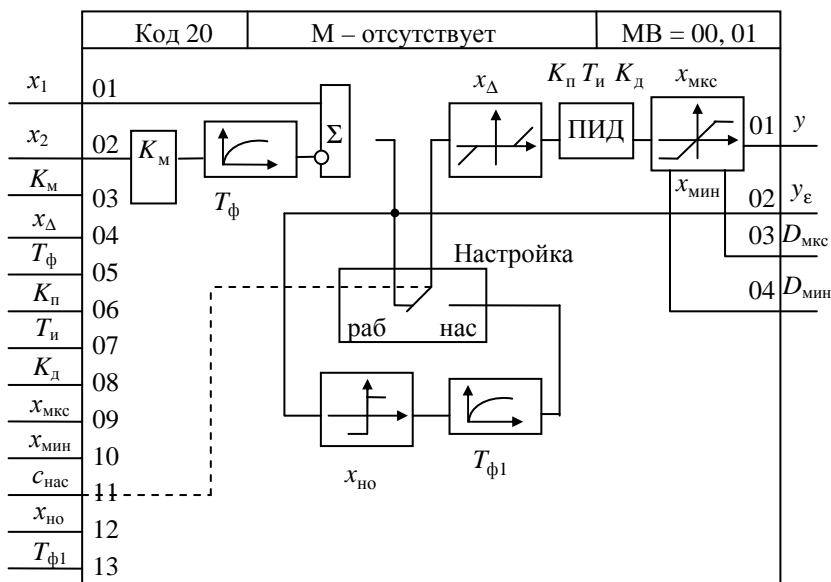 Код 20 М – отсутствует МВ = 00, 01
x₁ 01
x₂ 02
Kм 03
xΔ 04
Tф 05
Kп 06
Tи 07
Kд 08
xмкс 09
xмин 10
cнас 11
xно 12
Tф1 13
Kм
Tф
Σ
xΔ
Kп Tи Kд
ПИД
xмкс
xмин
01 y
02 yε
03 Dмкс
04 Dмин
Настройка
раб нас
xно
Tф1